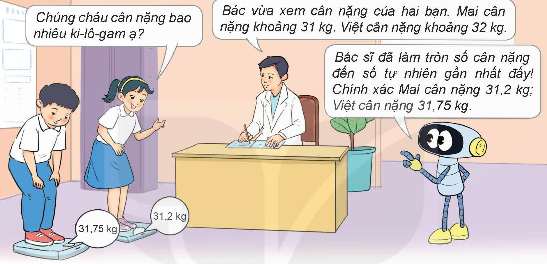 Chúng cháu cân nặng bao
nhiêu ki-lô-gam ạ?
Bác vừa xem cân nặng của hai bạn. Mai cân
nặng khoảng 31 kg. Việt cân nặng khoảng 32 kg.
Bác sĩ đã làm tròn số cân nặng
đến số tự nhiên gần nhất đấy!
Chính xác Mai cân nặng 31,2 kg;
Việt cân nặng 31,75 kg.
31,75 kg
31,2 kg